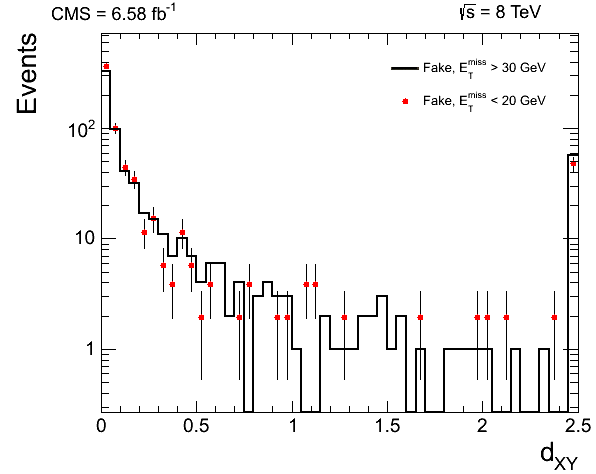 CMS = 6.58 fb⁻¹ √s = 8 TeV
Events
Fake, E_T^miss > 30 GeV
Fake, E_T^miss < 20 GeV
10²
10
1
0 0.5 1 1.5 2 2.5
d_XY